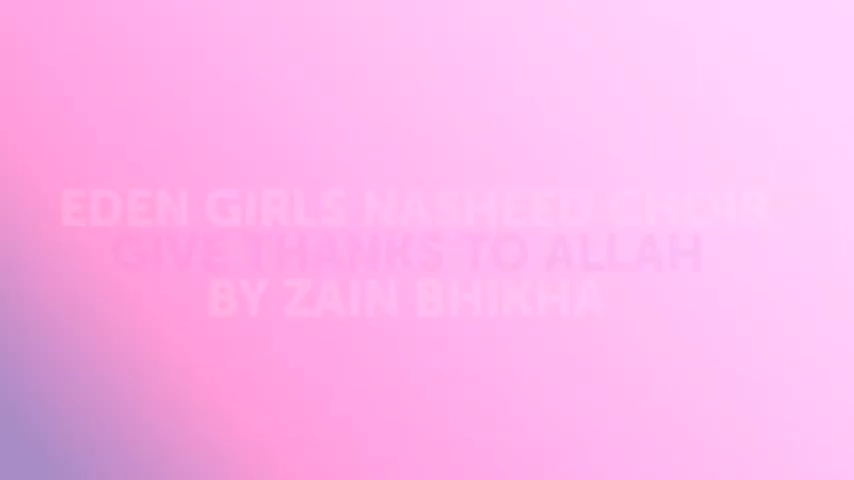 EDEN GIRLS NASHEED CHOIR
GIVE THANKS TO ALLAH
BY ZAIN BHIKHA